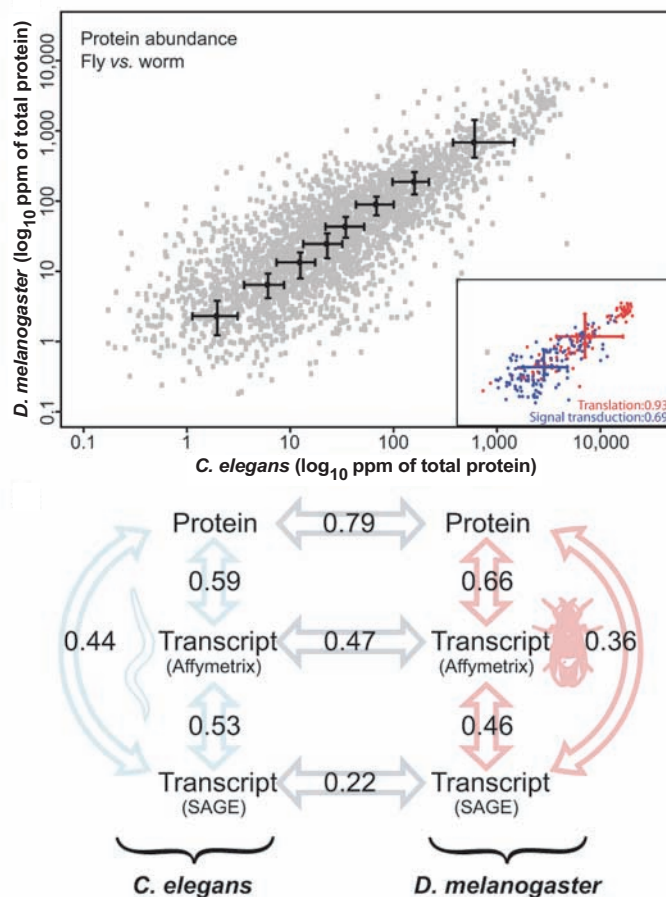 Protein abundance
Fly vs. worm
D. melanogaster (log10 ppm of total protein)
10,000
1,000
100
10
1
0.1
Translation:0.93
Signal transduction:0.69
0.1
1
10
100
1,000
10,000
C. elegans (log10 ppm of total protein)
Protein
0.79
Protein
0.59
0.66
0.44
Transcript
(Affymetrix)
0.47
Transcript
(Affymetrix)
0.36
0.53
0.46
Transcript
(SAGE)
0.22
Transcript
(SAGE)
C. elegans
D. melanogaster